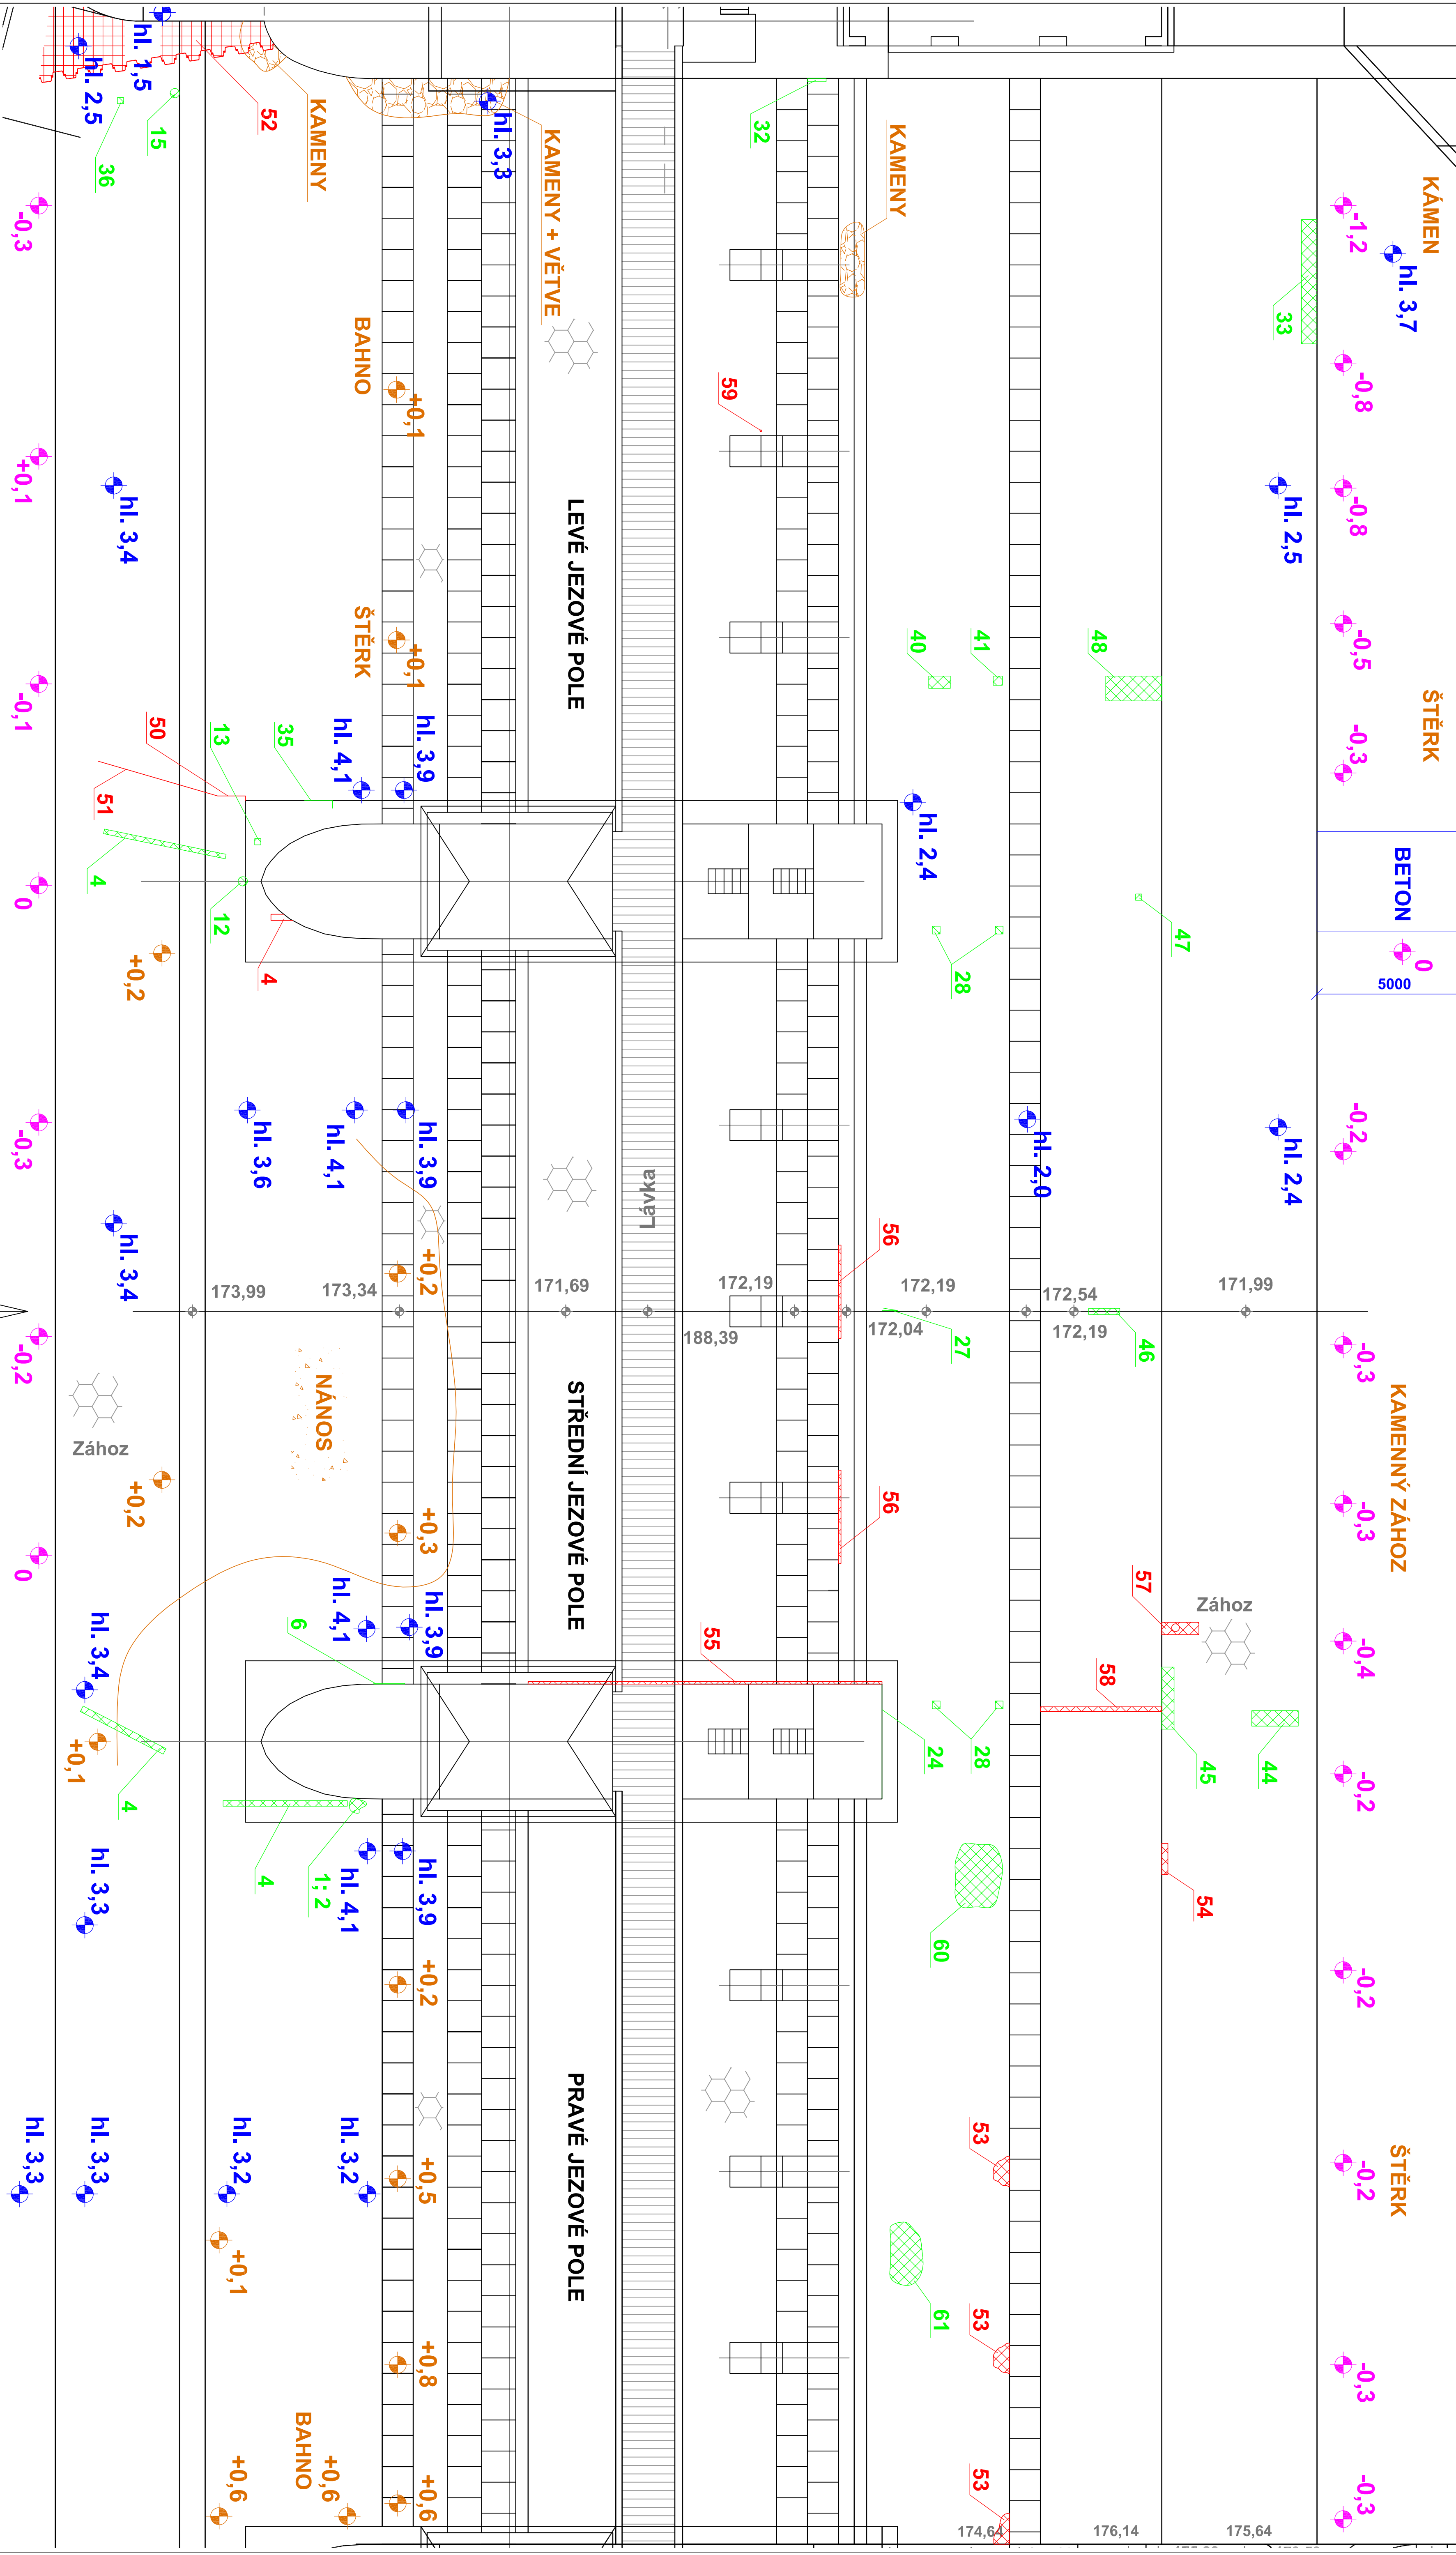 hl. 1,5
hl. 2,5
52
KAMENY
15
36
hl. 3,3
KAMENY + VĚTVE
32
KAMENY
KÁMEN
-1,2
hl. 3,7
33
-0,3
-0,8
BAHNO
+0,1
59
+0,1
hl. 3,4
LEVÉ JEZOVÉ POLE
hl. 2,5
-0,8
ŠTĚRK
+0,1
40
41
48
-0,5
ŠTĚRK
-0,1
50
13
35
hl. 4,1
hl. 3,9
-0,3
51
4
12
hl. 2,4
BETON
0
4
28
47
0
5000
+0,2
-0,3
hl. 3,6
hl. 4,1
hl. 3,9
Lávka
hl. 2,0
hl. 2,4
-0,2
hl. 3,4
+0,2
56
173,99
173,34
171,69
172,19
172,19
172,54
171,99
188,39
172,04
172,19
27
46
-0,2
-0,3
NÁNOS
STŘEDNÍ JEZOVÉ POLE
KAMENNÝ ZÁHOZ
Zához
+0,2
+0,3
56
-0,3
0
hl. 3,4
6
hl. 4,1
hl. 3,9
55
57
Zához
58
-0,4
+0,1
4
24
28
45
44
-0,2
4
1; 2
hl. 4,1
hl. 3,9
hl. 3,3
60
54
+0,2
-0,2
hl. 3,3
hl. 3,3
hl. 3,2
hl. 3,2
+0,5
PRAVÉ JEZOVÉ POLE
53
-0,2
ŠTĚRK
+0,1
61
53
+0,8
-0,3
BAHNO
+0,6
+0,6
+0,6
53
-0,3
174,64
176,14
175,64